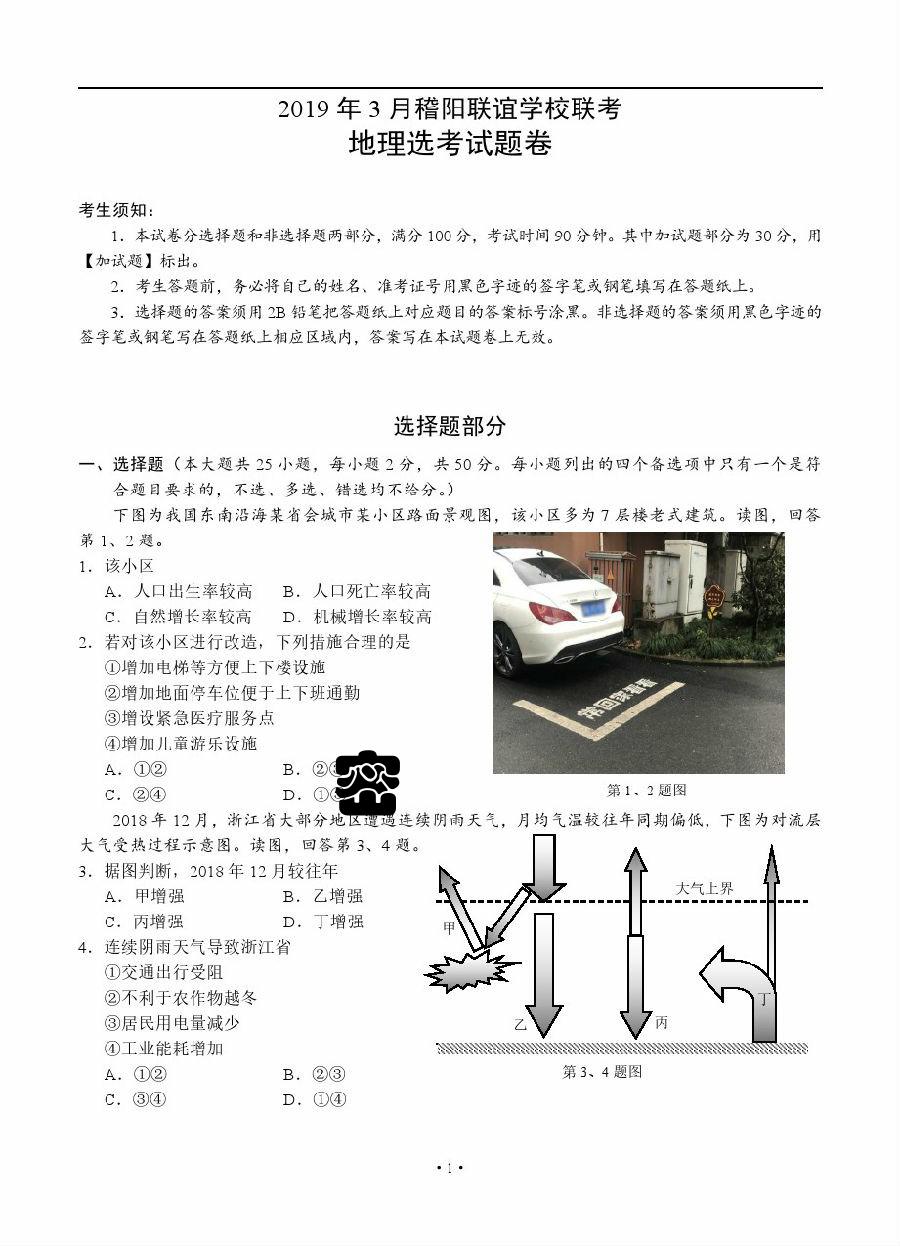 2019 年 3 月稽阳联谊学校联考
地理选考试题卷
考生须知：
1．本试卷分选择题和非选择题两部分，满分 100 分，考试时间 90 分钟。其中加试题部分为 30 分，用
【加试题】标出。
2．考生答题前，务必将自己的姓名、准考证号用黑色字迹的签字笔或钢笔填写在答题纸上。
3．选择题的答案须用 2B 铅笔把答题纸上对应题目的答案标号涂黑。非选择题的答案须用黑色字迹的
签字笔或钢笔写在答题纸上相应区域内，答案写在本试题卷上无效。
选择题部分
一、选择题（本大题共 25 小题，每小题 2 分，共 50 分。每小题列出的四个备选项中只有一个是符
合题目要求的，不选、多选、错选均不给分。）
下图为我国东南沿海某省会城市某小区路面景观图，该小区多为 7 层楼老式建筑。读图，回答
第 1、2 题。
1．该小区
A．人口出生率较高 B．人口死亡率较高
C．自然增长率较高 D．机械增长率较高
2．若对该小区进行改造，下列措施合理的是
①增加电梯等方便上下楼设施
②增加地面停车位便于上下班通勤
③增设紧急医疗服务点
④增加儿童游乐设施
A．①② B．②
C．②④ D．①
常回家看看
第 1、2 题图
2018 年 12 月，浙江省大部分地区遭遇连续阴雨天气，月均气温较往年同期偏低．下图为对流层
大气受热过程示意图。读图，回答第 3、4 题。
3．据图判断，2018 年 12 月较往年
A．甲增强 B．乙增强
C．丙增强 D．丁增强
4．连续阴雨天气导致浙江省
①交通出行受阻
②不利于农作物越冬
③居民用电量减少
④工业能耗增加
A．①② B．②③
C．③④ D．①④
大气上界
甲
乙
丙
丁
第 3、4 题图
·1·